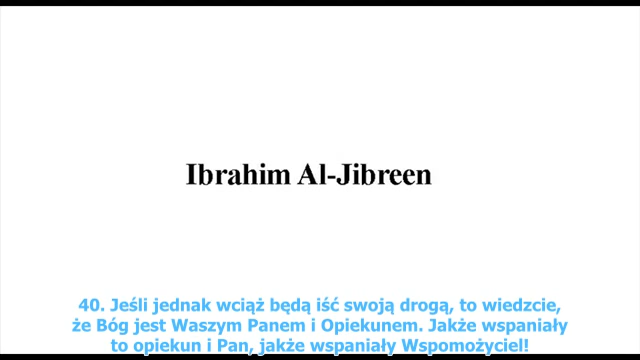 Ibrahim Al-Jibreen
40. Jeśli jednak wciąż będą iść swoją drogą, to wiedzcie,
że Bóg jest Waszym Panem i Opiekunem. Jakże wspaniały
to opiekun i Pan, jakże wspaniały Wspomożyciel!